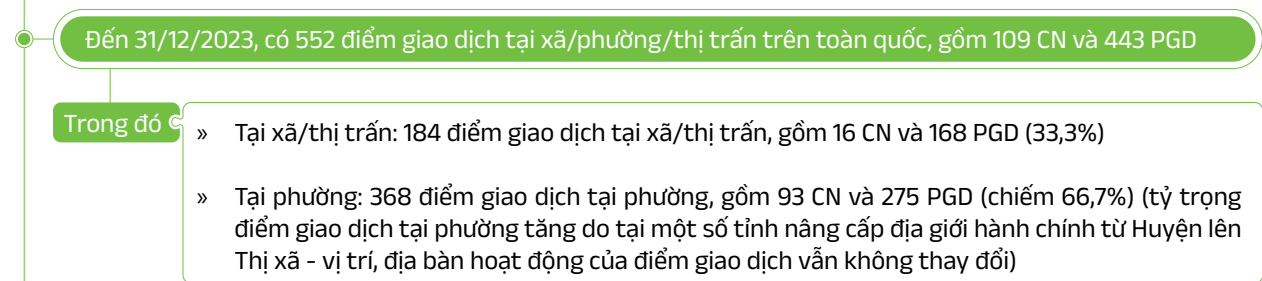 Đến 31/12/2023, có 552 điểm giao dịch tại xã/phường/thị trấn trên toàn quốc, gồm 109 CN và 443 PGD
Trong đó
» Tại xã/thị trấn: 184 điểm giao dịch tại xã/thị trấn, gồm 16 CN và 168 PGD (33,3%)
» Tại phường: 368 điểm giao dịch tại phường, gồm 93 CN và 275 PGD (chiếm 66,7%) (tỷ trọng
điểm giao dịch tại phường tăng do tại một số tỉnh nâng cấp địa giới hành chính từ Huyện lên
Thị xã - vị trí, địa bàn hoạt động của điểm giao dịch vẫn không thay đổi)